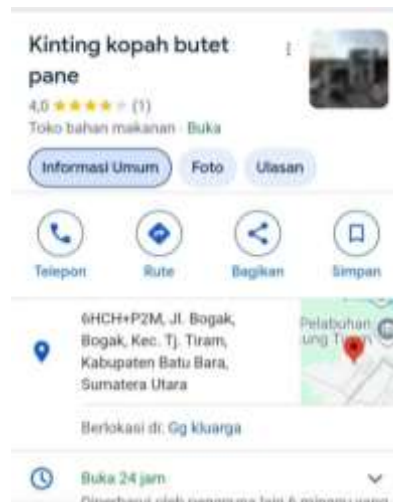 Kinting kopah butet
pane
4,0 (1)
Toko bahan makanan · Buka
Informasi Umum
Foto
Ulasan
Telepon
Rute
Bagikan
Simpan
6HCH+P2M, Jl. Bogak,
Bogak, Kec. Tj. Tiram,
Kabupaten Batu Bara,
Sumatera Utara
Pelabuhan
ung Tiram
Berlokasi di: Gg kluarga
Buka 24 jam